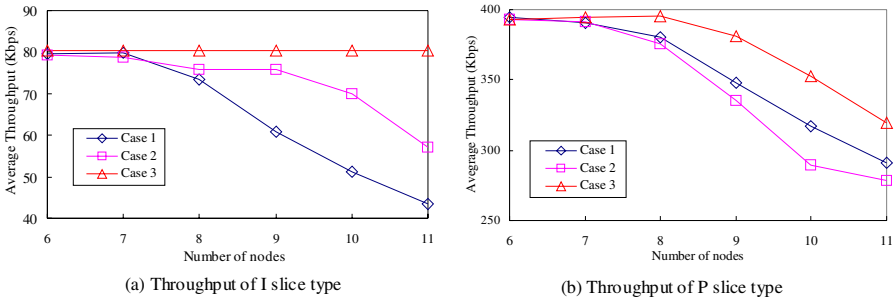 90
80
70
60
50
40
Average Throughput (Kbps)
Case 1
Case 2
Case 3
6 7 8 9 10 11
Number of nodes
(a) Throughput of I slice type
400
350
300
250
Avegrage Throughput (Kbps)
Case 1
Case 2
Case 3
6 7 8 9 10 11
Number of nodes
(b) Throughput of P slice type